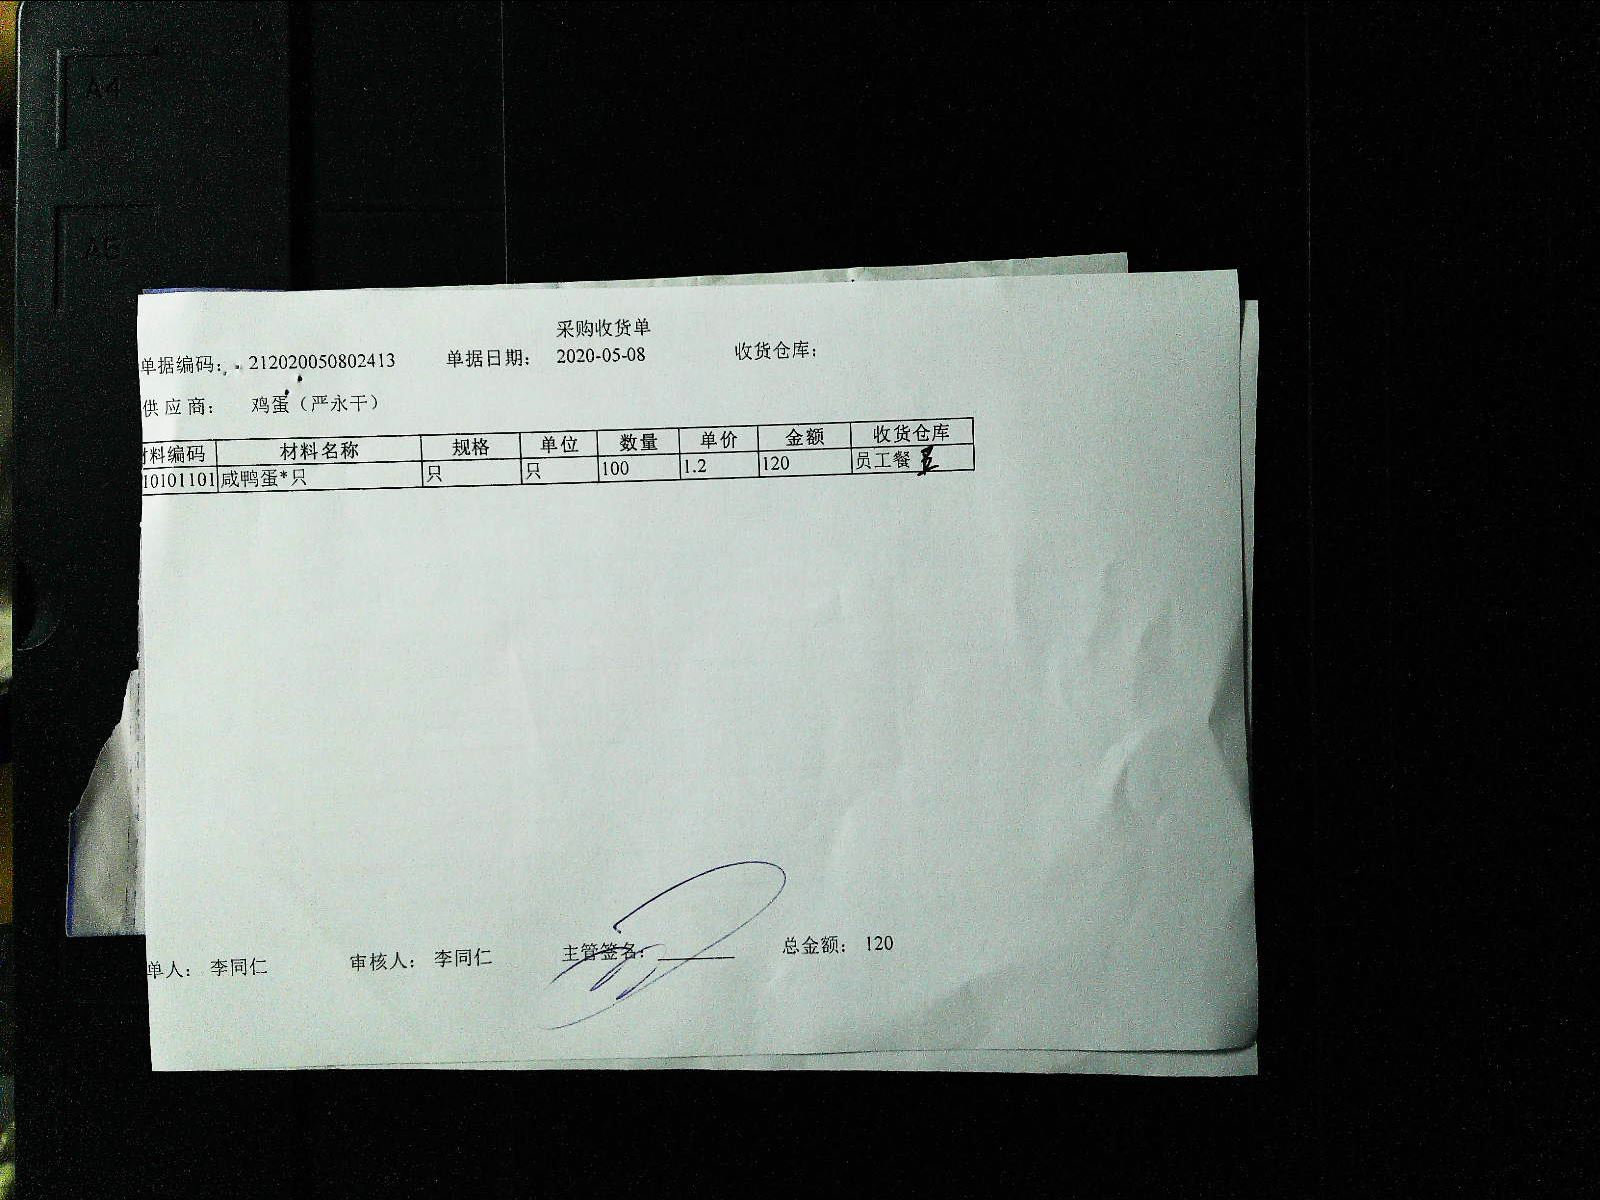 A4
A5
采购收货单
单据编码： 212020050802413 单据日期： 2020-05-08 收货仓库：
供应商： 鸡蛋（严永干）
料编码 材料名称 规格 单位 数量 单价 金额 收货仓库
10101101 咸鸭蛋*只 只 只 100 1.2 120 员工餐
单人： 李同仁 审核人： 李同仁 主管签名： 总金额： 120